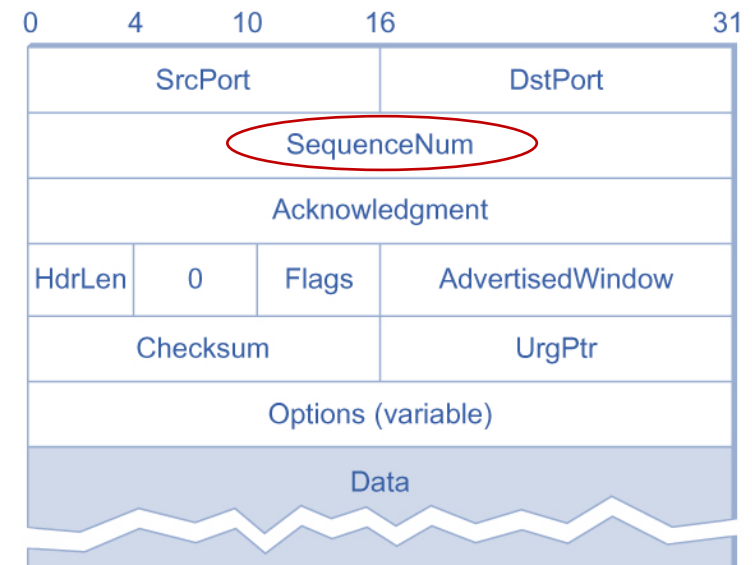 0 4 10 16 31
SrcPort DstPort
SequenceNum
Acknowledgment
HdrLen 0 Flags AdvertisedWindow
Checksum UrgPtr
Options (variable)
Data